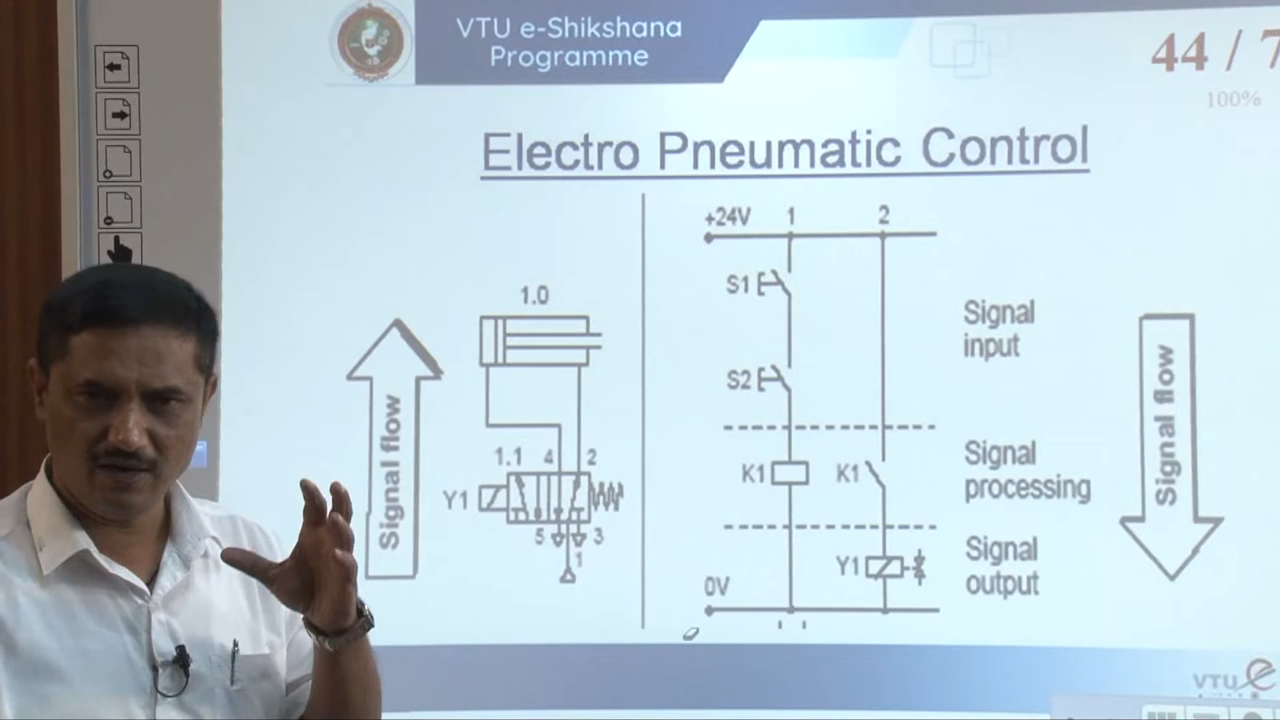 VTU e-Shikshana
Programme
44 / 7
100%
Electro Pneumatic Control
+24V 1 2
S1
1.0
Signal
input
S2
Signal flow
Signal flow
1.1 4 2
Y1
5 3
1
K1 K1
Signal
processing
Y1
Signal
output
0V
VTU e